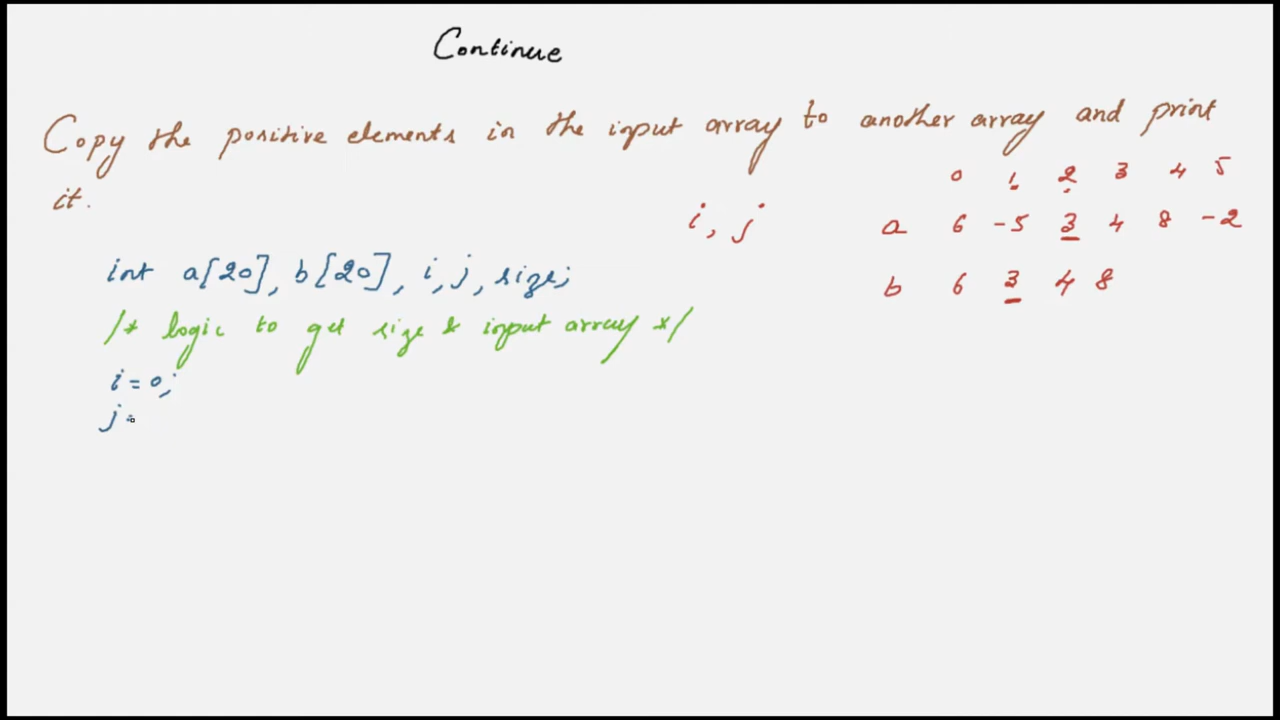 Continue
Copy the positive elements in the input array to another array and print
it.
0 1 2 3 4 5
i, j
a 6 -5 3 4 8 -2
int a[20], b[20], i, j, size;
b 6 3 4 8
/* logic to get size & input array */
i = 0;
j =